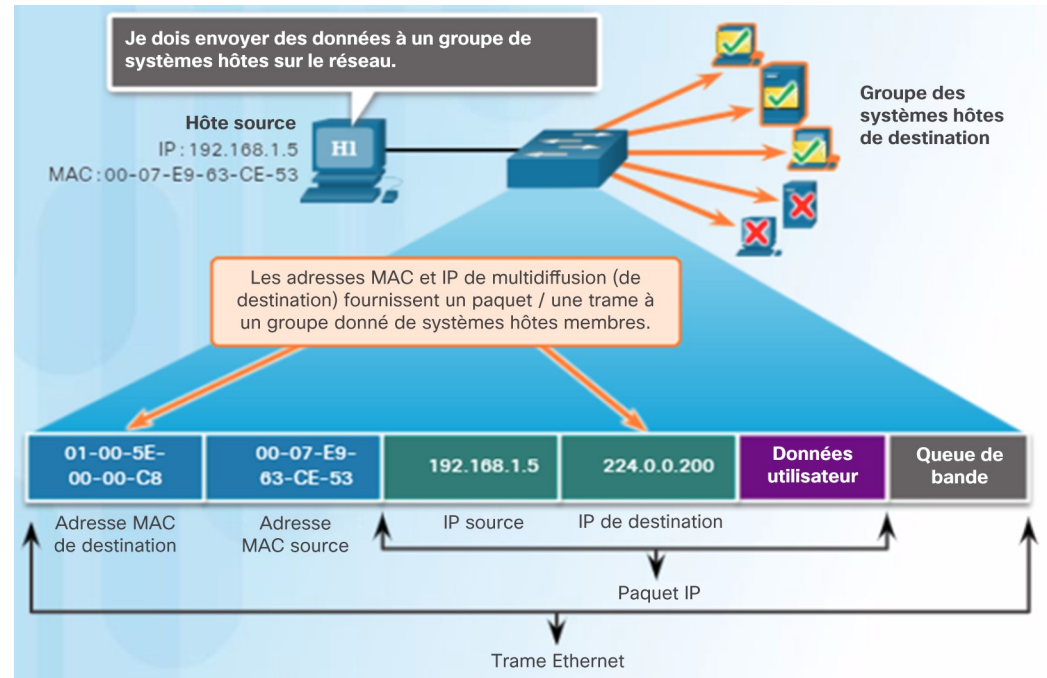 Je dois envoyer des données à un groupe de
systèmes hôtes sur le réseau.
Hôte source
IP : 192.168.1.5
MAC : 00-07-E9-63-CE-53
H1
Groupe des
systèmes hôtes
de destination
Les adresses MAC et IP de multidiffusion (de
destination) fournissent un paquet / une trame à
un groupe donné de systèmes hôtes membres.
01-00-5E-
00-00-C8
00-07-E9-
63-CE-53
192.168.1.5
224.0.0.200
Données
utilisateur
Queue de
bande
Adresse MAC
de destination
Adresse
MAC source
IP source
IP de destination
Paquet IP
Trame Ethernet